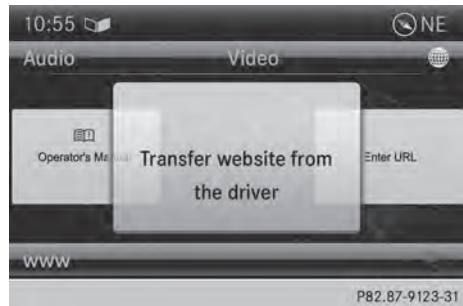 10:55 NE
Audio Video
Operator's Ma
Enter URL
Transfer website from
the driver
www
P82.87-9123-31